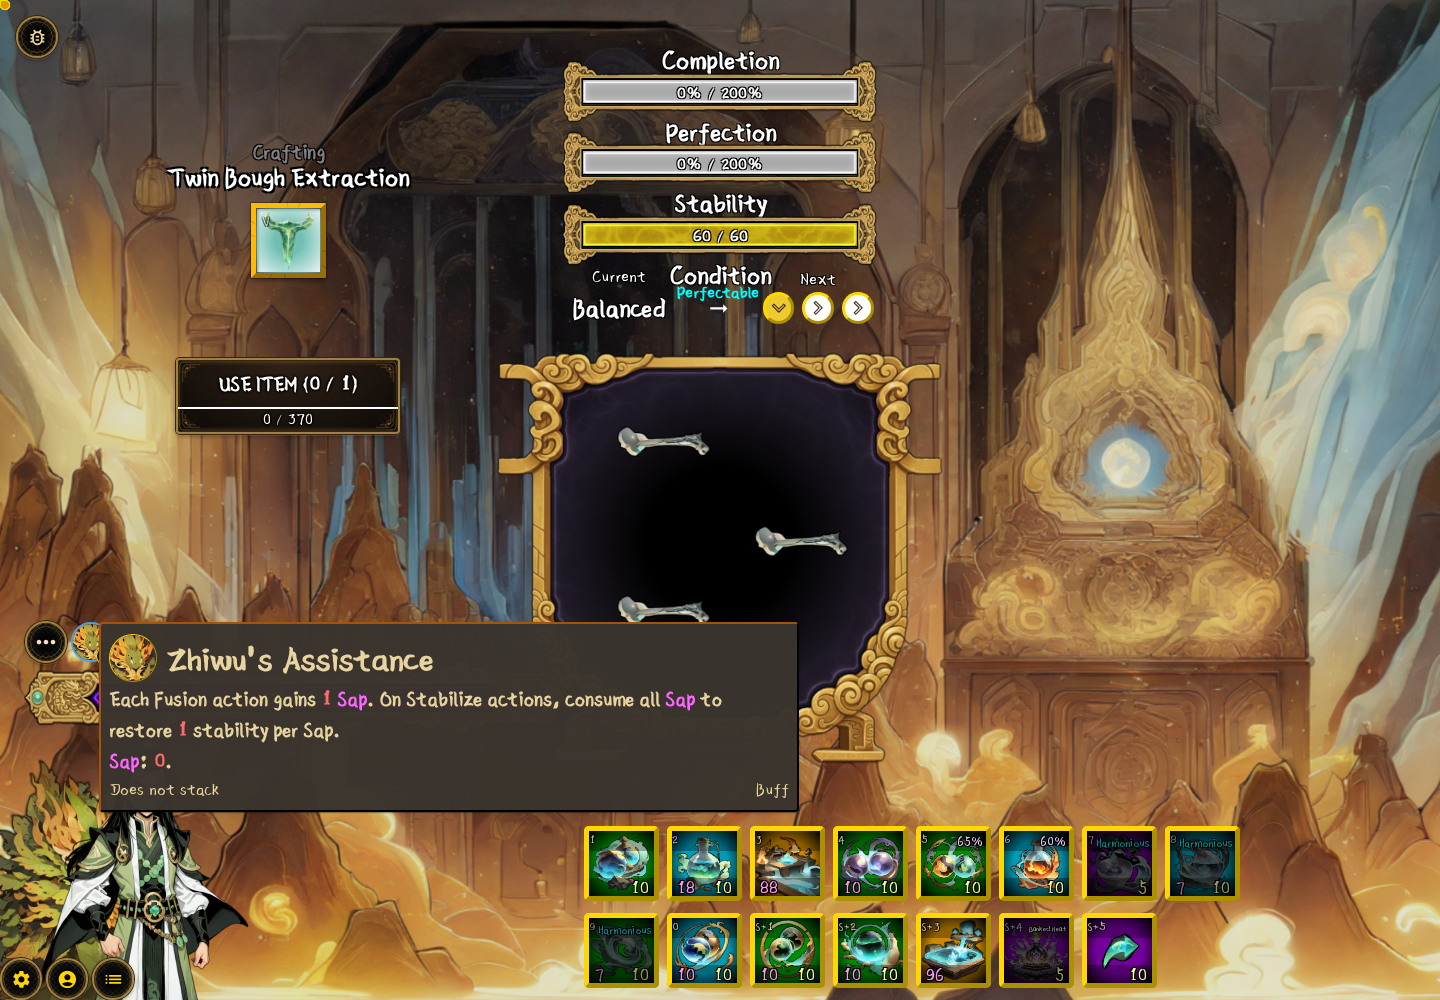 Completion
0% / 200%
Perfection
0% / 200%
Stability
60 / 60
Crafting
Twin Bough Extraction
Current
Condition
Next
Perfectable
Balanced
USE ITEM (0 / 1)
0 / 370
Zhiwu's Assistance
Each Fusion action gains 1 Sap. On Stabilize actions, consume all Sap to
restore 1 stability per Sap.
Sap: 0.
Does not stack
Buff
1
10
2
18 10
3
88
4
10 10
5 65%
10
6 60%
10
7 Harmonious
5
8 Harmonious
7 10
9 Harmonious
7 10
0
10 10
S+1
10 10
S+2
10 10
S+3
96
S+4 Banked Heat
5
S+5
10